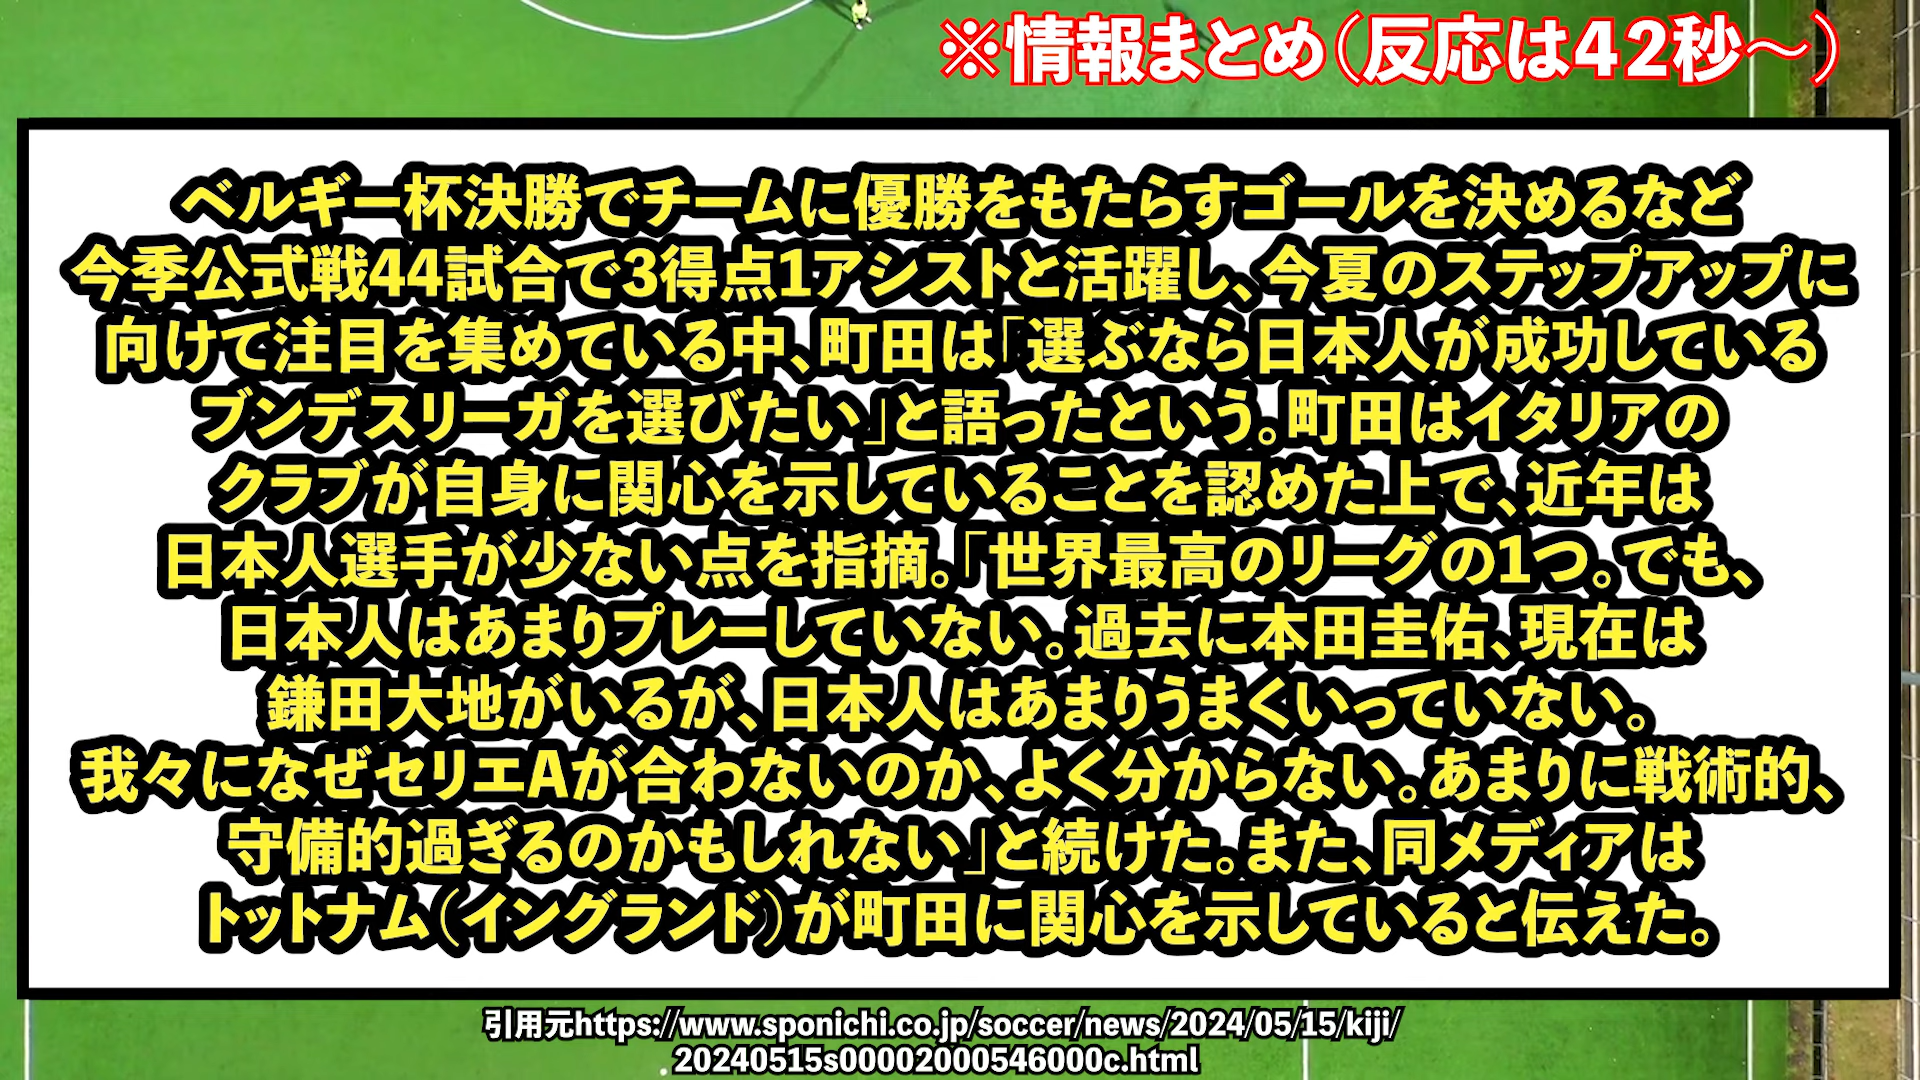 ※情報まとめ（反応は42秒～）
ベルギー杯決勝でチームに優勝をもたらすゴールを決めるなど
今季公式戦44試合で3得点1アシストと活躍し、今夏のステップアップに
向けて注目を集めている中、町田は「選ぶなら日本人が成功している
ブンデスリーガを選びたい」と語ったという。町田はイタリアの
クラブが自身に関心を示していることを認めた上で、近年は
日本人選手が少ない点を指摘。「世界最高のリーグの1つ。でも、
日本人はあまりプレーしていない。過去に本田圭佑、現在は
鎌田大地がいるが、日本人はあまりうまくいっていない。
我々になぜセリエAが合わないのか、よく分からない。あまりに戦術的、
守備的過ぎるのかもしれない」と続けた。また、同メディアは
トットナム（イングランド）が町田に関心を示していると伝えた。
引用元https://www.sponichi.co.jp/soccer/news/2024/05/15/kiji/
20240515s00002000546000c.html